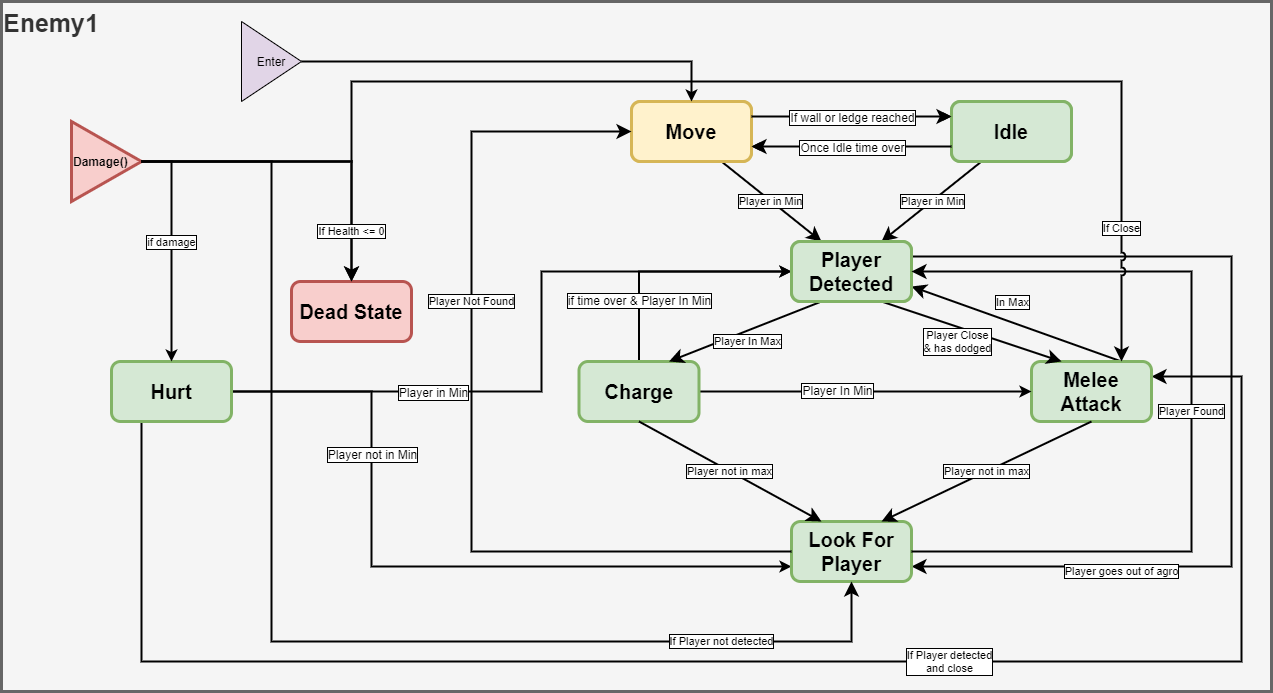 Enemy1
Enter
Move
If wall or ledge reached
Idle
Once Idle time over
Damage()
Player in Min
Player in Min
If Health <= 0
If Close
if damage
Player
Detected
Dead State
Player Not Found
if time over & Player In Min
In Max
Player In Max
Player Close
& has dodged
Hurt
Player in Min
Charge
Player In Min
Melee
Attack
Player Found
Player not in Min
Player not in max
Player not in max
Look For
Player
Player goes out of agro
If Player not detected
If Player detected
and close